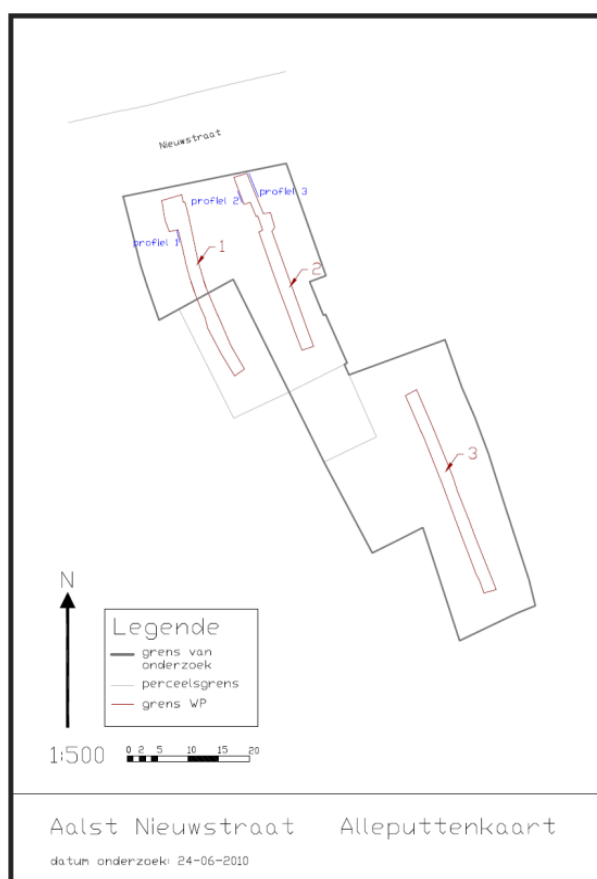 Nieuwstraat
profiel 3
profiel 2
profiel 1
1
2
3
N
Legende
grens van
onderzoek
perceelsgrens
grens WP
1:500
0 2 5 10 15 20
Aalst Nieuwstraat Alleputtenkaart
datum onderzoek: 24-06-2010